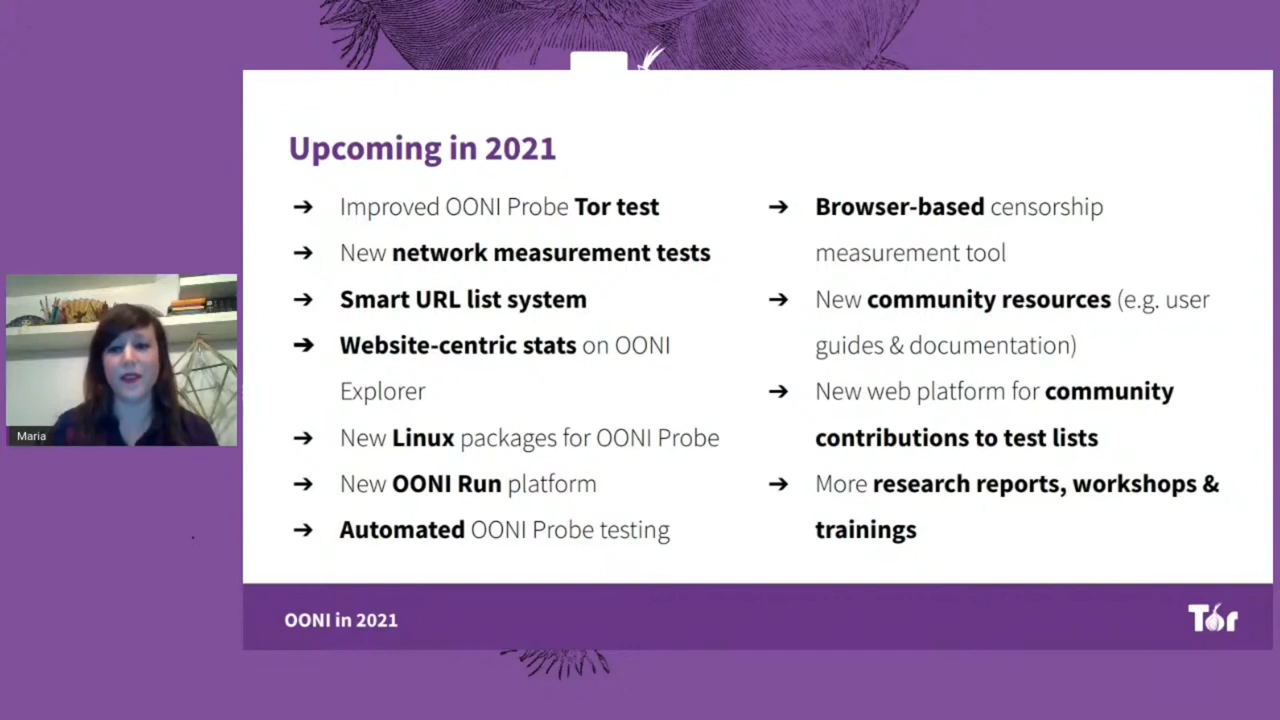 Upcoming in 2021
➔ Improved OONI Probe Tor test
➔ New network measurement tests
➔ Smart URL list system
➔ Website-centric stats on OONI
Explorer
➔ New Linux packages for OONI Probe
➔ New OONI Run platform
➔ Automated OONI Probe testing
➔ Browser-based censorship
measurement tool
➔ New community resources (e.g. user
guides & documentation)
➔ New web platform for community
contributions to test lists
➔ More research reports, workshops &
trainings
Maria
OONI in 2021
Tor